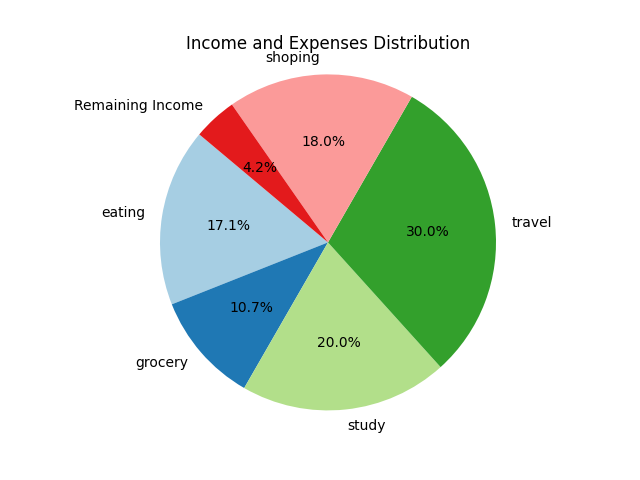 Income and Expenses Distribution
shoping
Remaining Income
18.0%
4.2%
eating
17.1%
travel
30.0%
10.7%
grocery
20.0%
study